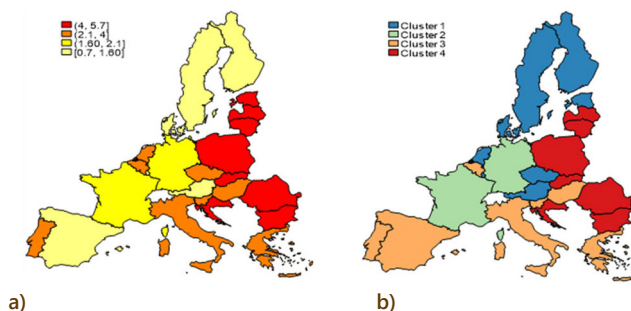 (4, 5.7]
(2.1, 4]
(1.60, 2.1]
[0.7, 1.60]
Cluster 1
Cluster 2
Cluster 3
Cluster 4
a)
b)